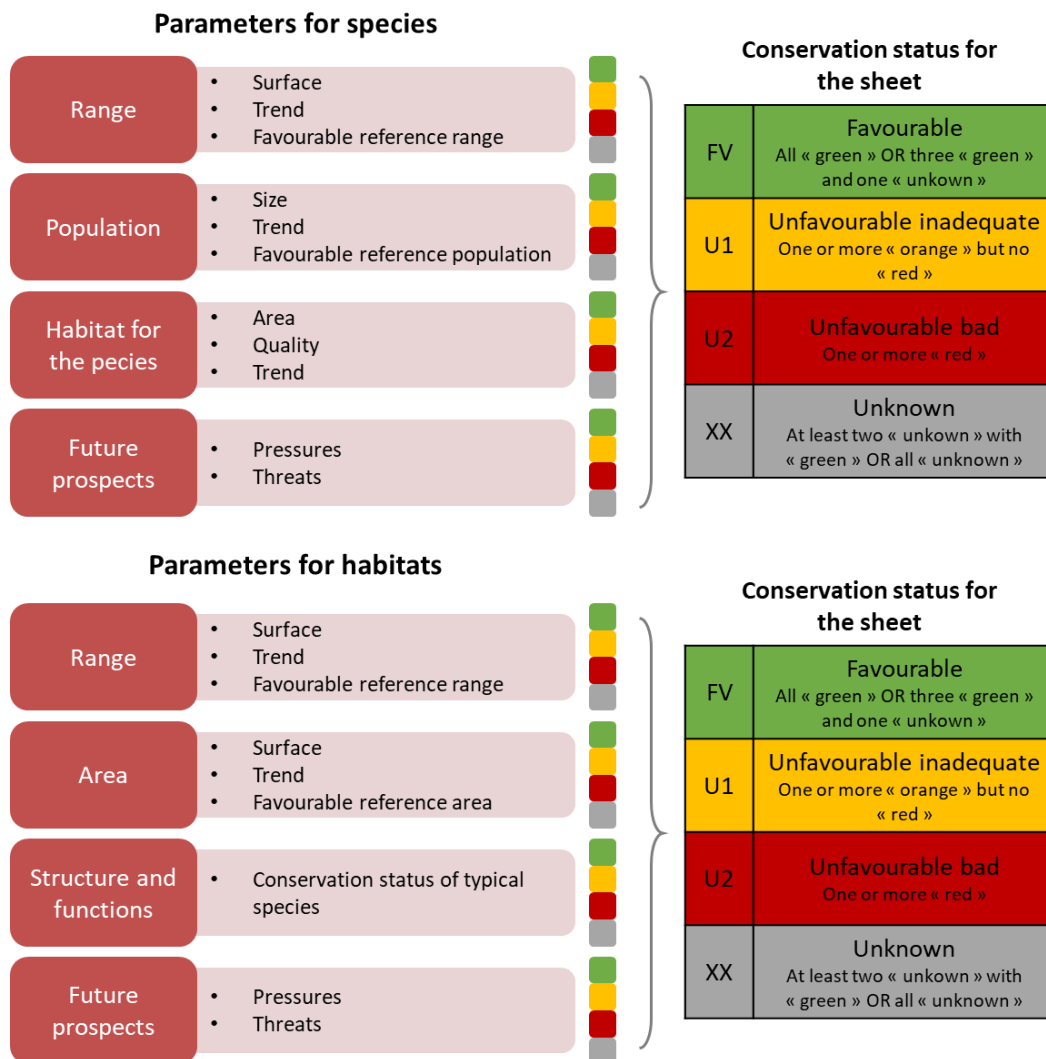 Parameters for species
Range
• Surface
• Trend
• Favourable reference range
Population
• Size
• Trend
• Favourable reference population
Habitat for
the pecies
• Area
• Quality
• Trend
Future
prospects
• Pressures
• Threats
Conservation status for
the sheet
FV
Favourable
All « green » OR three « green »
and one « unkown »
U1
Unfavourable inadequate
One or more « orange » but no
« red »
U2
Unfavourable bad
One or more « red »
XX
Unknown
At least two « unkown » with
« green » OR all « unknown »
Parameters for habitats
Range
• Surface
• Trend
• Favourable reference range
Area
• Surface
• Trend
• Favourable reference area
Structure and
functions
• Conservation status of typical
species
Future
prospects
• Pressures
• Threats
Conservation status for
the sheet
FV
Favourable
All « green » OR three « green »
and one « unkown »
U1
Unfavourable inadequate
One or more « orange » but no
« red »
U2
Unfavourable bad
One or more « red »
XX
Unknown
At least two « unkown » with
« green » OR all « unknown »